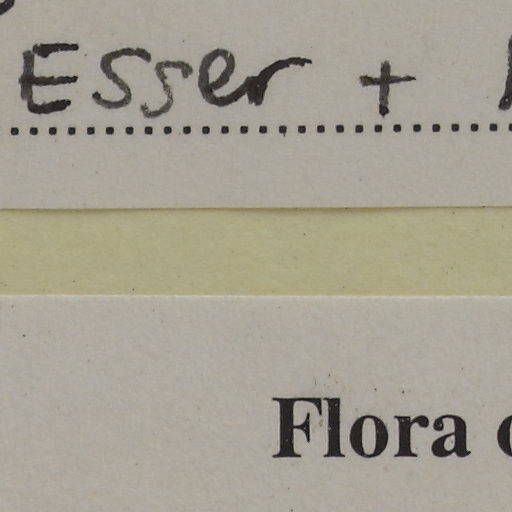 Esser +
Flora